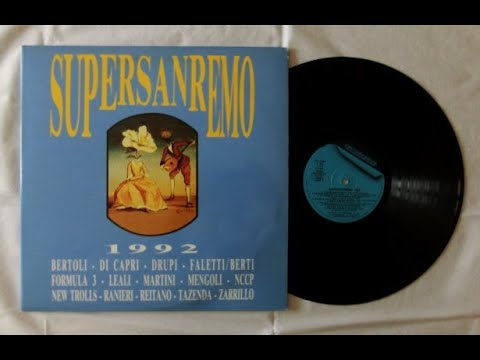 SUPERSANREMO
1992
BERTOLI - DI CAPRI - DRUPI - FALETTI/BERTI
FORMULA 3 - LEALI - MARTINI - MENGOLI - NCCP
NEW TROLLS - RANIERI - REITANO - TAZENDA - ZARRILLO